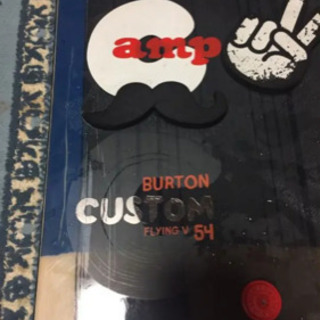 amp
BURTON
CUSTOM
FLYING V 54